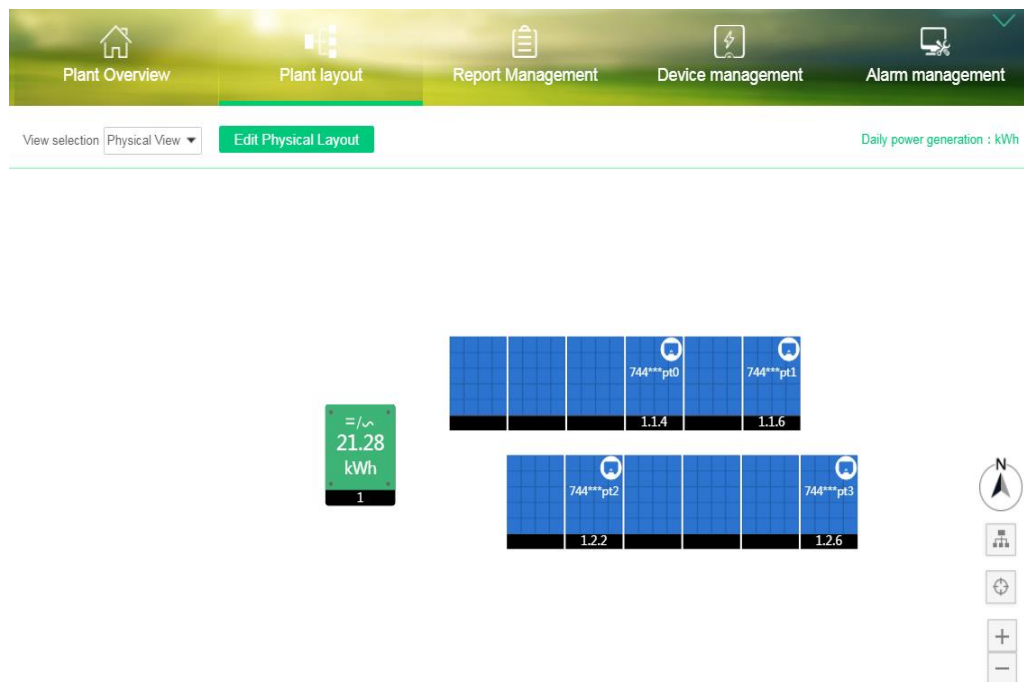 Plant Overview
Plant layout
Report Management
Device management
Alarm management
View selection Physical View
Edit Physical Layout
Daily power generation : kWh
744***pt0
744***pt1
1.1.4
1.1.6
=/~
21.28
kWh
1
744***pt2
744***pt3
1.2.2
1.2.6
N